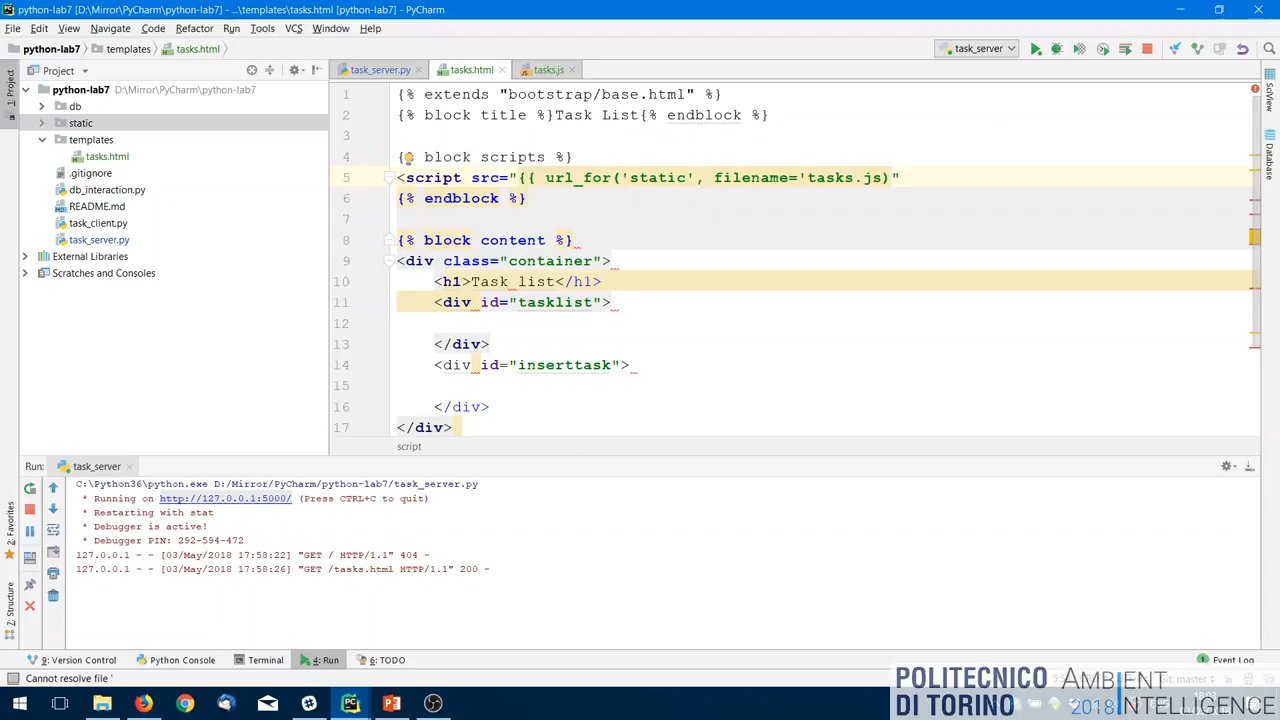 python-lab7 [D:\Mirror\PyCharm\python-lab7] - ...\templates\tasks.html [python-lab7] - PyCharm
File Edit View Navigate Code Refactor Run Tools VCS Window Help
python-lab7 templates tasks.html task_server
Project
task_server.py tasks.html tasks.js
1: Project
python-lab7 D:\Mirror\PyCharm\python-lab7
db
static
templates
tasks.html
.gitignore
db_interaction.py
README.md
task_client.py
task_server.py
External Libraries
Scratches and Consoles
1 {% extends "bootstrap/base.html" %}
2 {% block title %}Task List{% endblock %}
3
4 {% block scripts %}
5 <script src="{{ url_for('static', filename='tasks.js)"
6 {% endblock %}
7
8 {% block content %}
9 <div class="container">
10 <h1>Task list</h1>
11 <div id="tasklist">
12
13 </div>
14 <div id="inserttask">
15
16 </div>
17 </div>
script
SciView
Database
Run: task_server
C:\Python36\python.exe D:/Mirror/PyCharm/python-lab7/task_server.py
* Running on http://127.0.0.1:5000/ (Press CTRL+C to quit)
* Restarting with stat
* Debugger is active!
* Debugger PIN: 292-594-472
127.0.0.1 - - [03/May/2018 17:58:22] "GET / HTTP/1.1" 404 -
127.0.0.1 - - [03/May/2018 17:58:26] "GET /tasks.html HTTP/1.1" 200 -
2: Favorites
Z: Structure
9: Version Control Python Console Terminal 4: Run 6: TODO Event Log
Cannot resolve file '
Git: master
POLITECNICO
DI TORINO
AMBIENT
2018 INTELLIGENCE